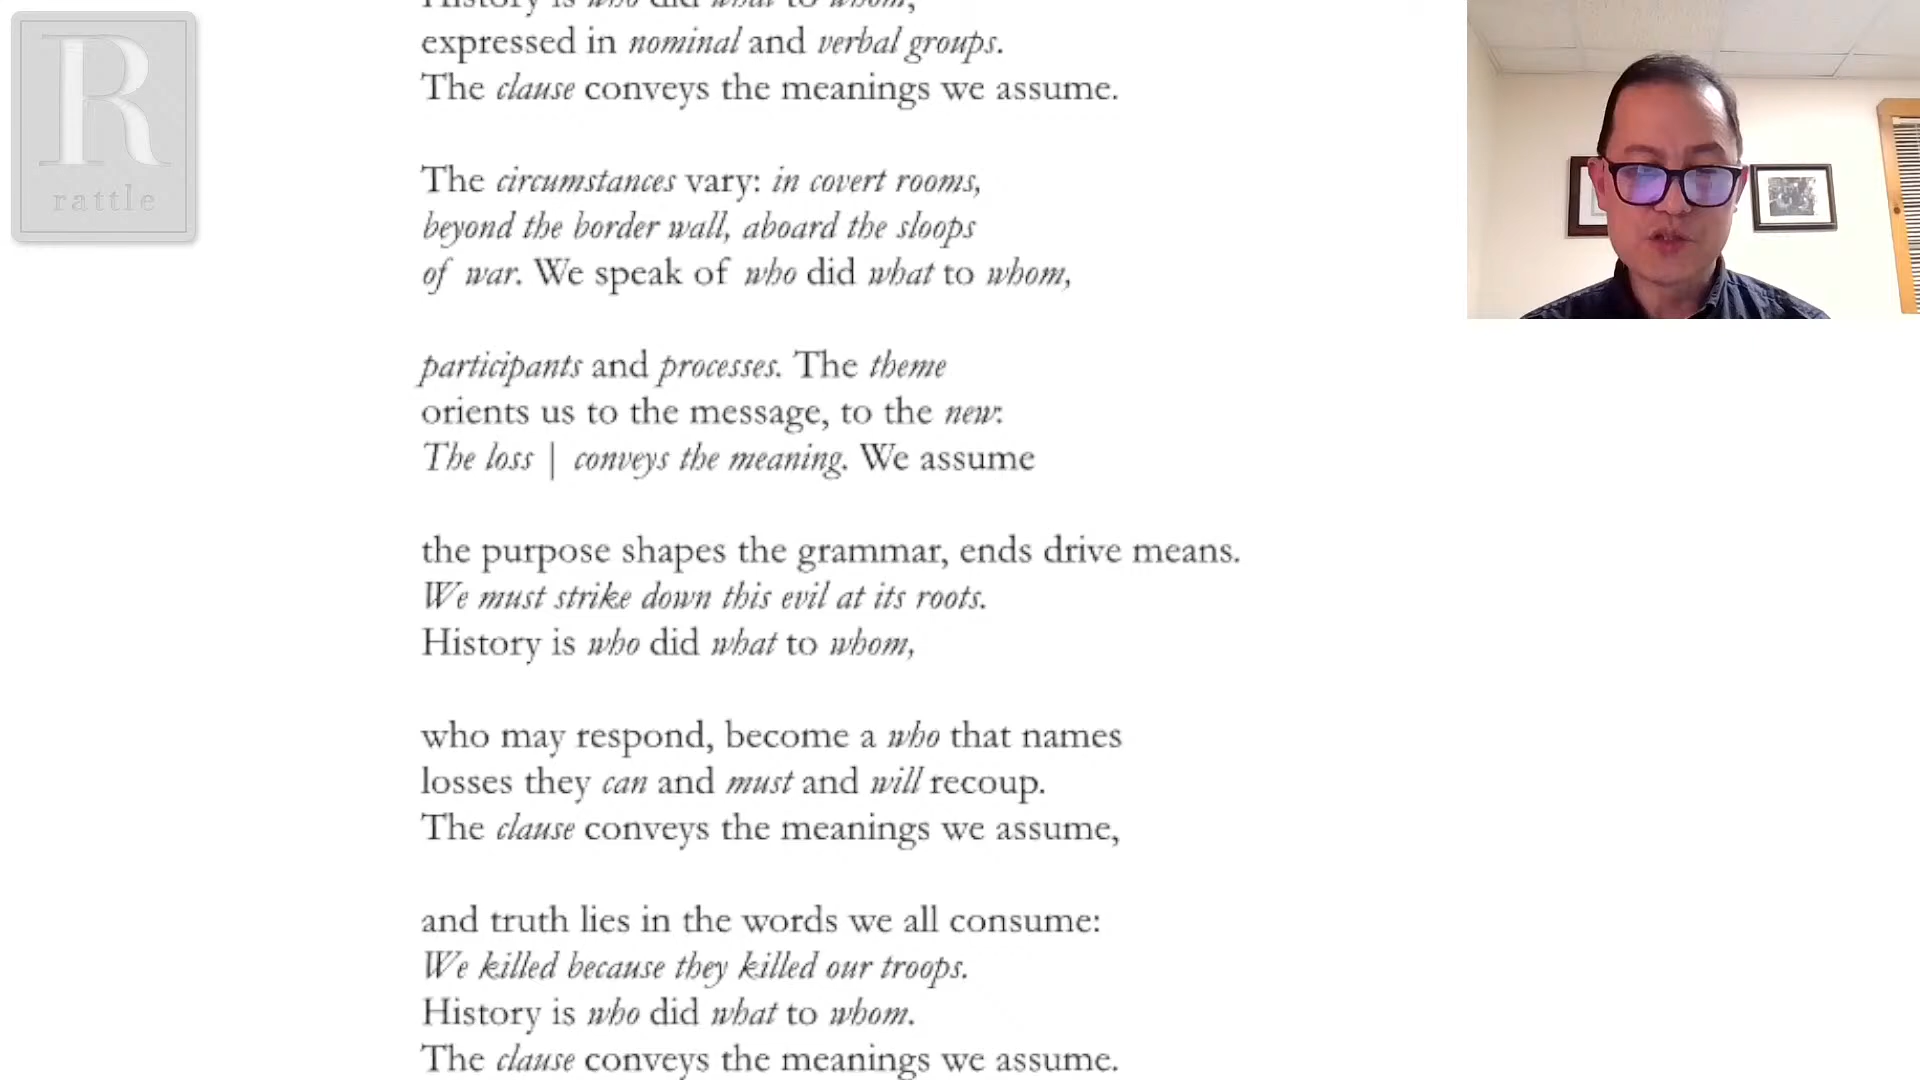 R
rattle
History is who did what to whom,
expressed in nominal and verbal groups.
The clause conveys the meanings we assume.
The circumstances vary: in covert rooms,
beyond the border wall, aboard the sloops
of war. We speak of who did what to whom,
participants and processes. The theme
orients us to the message, to the new:
The loss | conveys the meaning. We assume
the purpose shapes the grammar, ends drive means.
We must strike down this evil at its roots.
History is who did what to whom,
who may respond, become a who that names
losses they can and must and will recoup.
The clause conveys the meanings we assume,
and truth lies in the words we all consume:
We killed because they killed our troops.
History is who did what to whom.
The clause conveys the meanings we assume.